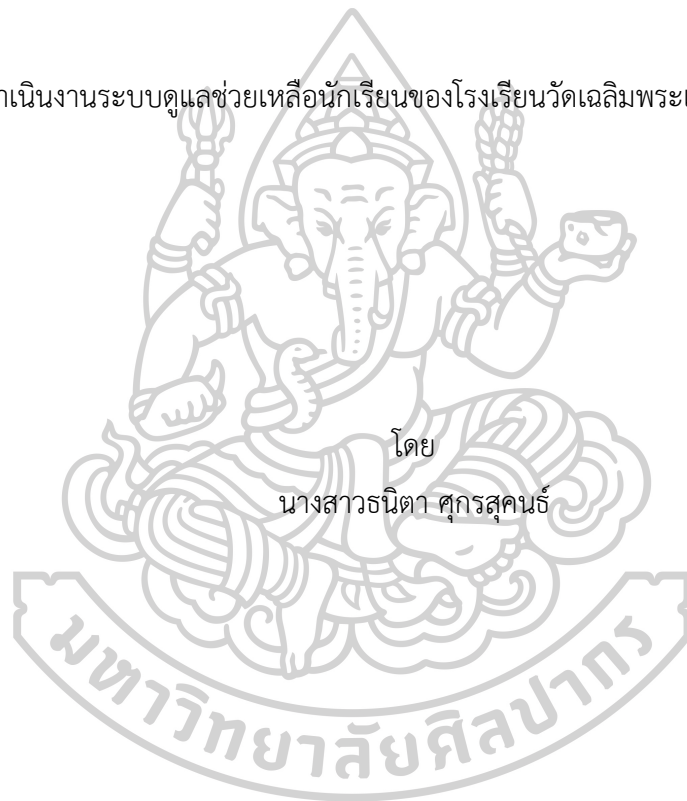 เนินงานระบบดูแลช่วยเหลือนักเรียนของโรงเรียนวัดเฉลิมพระเ
โดย
นางสาวธนิตา ศุกรสุคนธ์
มหาวิทยาลัยศิลปากร